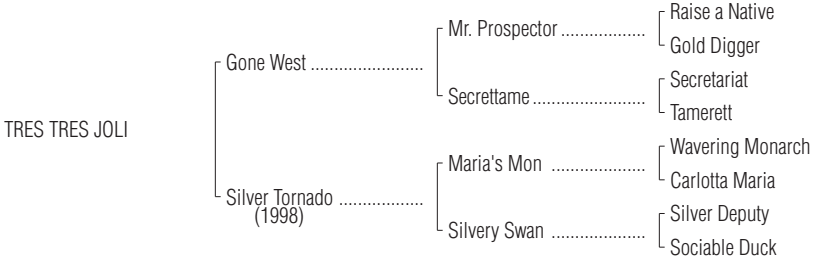 Raise a Native
Mr. Prospector ..................
Gold Digger
Gone West ........................
Secretariat
Secrettame ........................
Tamerett
TRES TRES JOLI
Wavering Monarch
Maria's Mon ....................
Carlotta Maria
Silver Tornado ..................
(1998)
Silver Deputy
Silvery Swan ....................
Sociable Duck